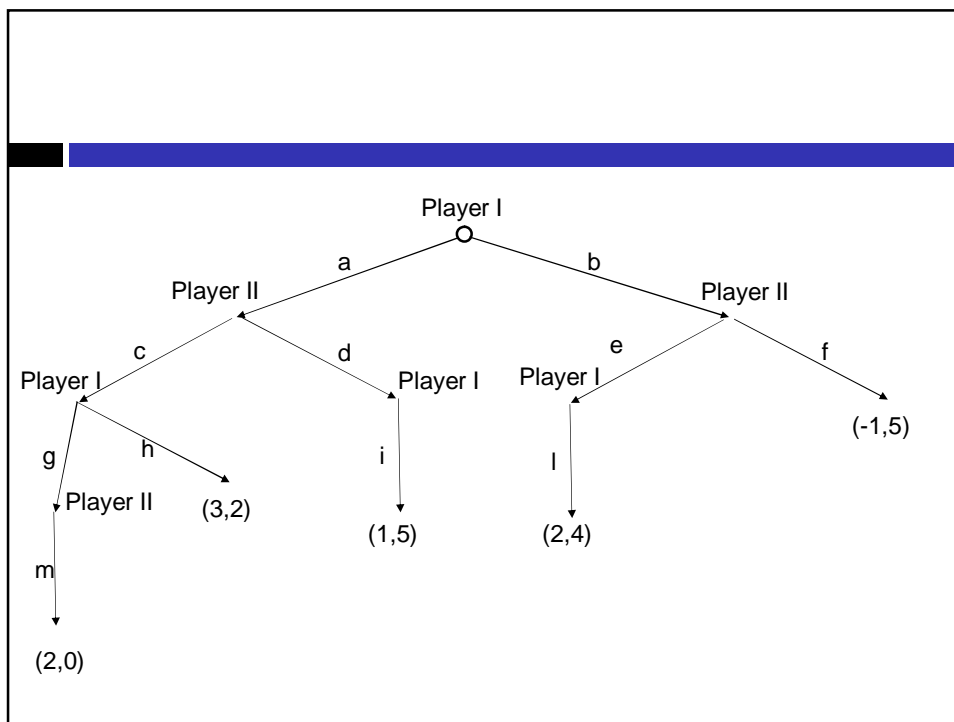 Player I
a
b
Player II
Player II
c
d
e
f
Player I
Player I
Player I
(-1,5)
g
h
i
l
Player II
(3,2)
(1,5)
(2,4)
m
(2,0)